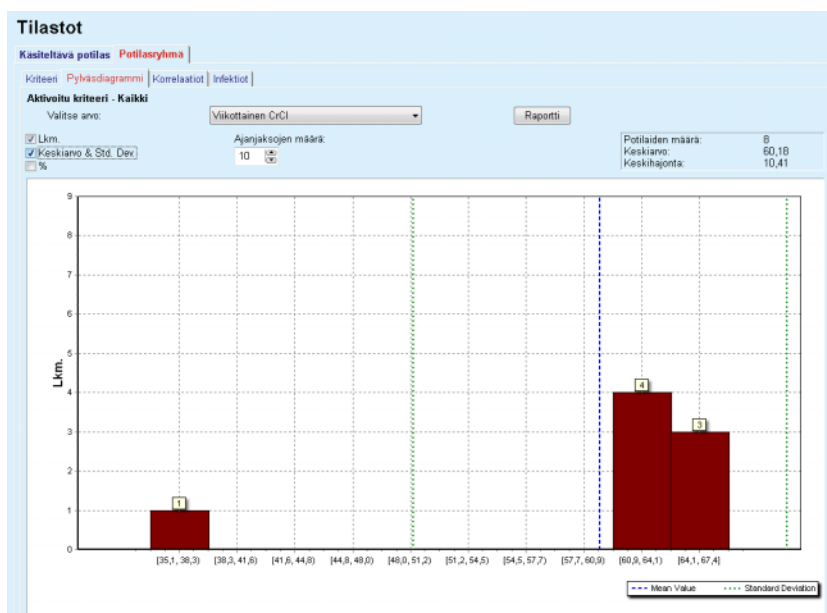 Tilastot
Käsiteltävä potilas Potilasryhmä
Kriteeri Pylväsdiagrammi Korrelaatiot Infektiot
Aktivoitu kriteeri - Kaikki
Valitse arvo: Viikottainen CrCl Raportti
Lkm. Ajanjaksojen määrä: Potilaiden määrä: 8
Keskiarvo & Std. Dev. 10 Keskiarvo: 60,18
% Keskihajonta: 10,41
9
8
7
6
5
Lkm.
4 4
3 3
2
1 1
0
[35,1, 38,3) [38,3, 41,6) [41,6, 44,8) [44,8, 48,0) [48,0, 51,2) [51,2, 54,5) [54,5, 57,7) [57,7, 60,9) [60,9, 64,1) [64,1, 67,4]
Mean Value Standard Deviation